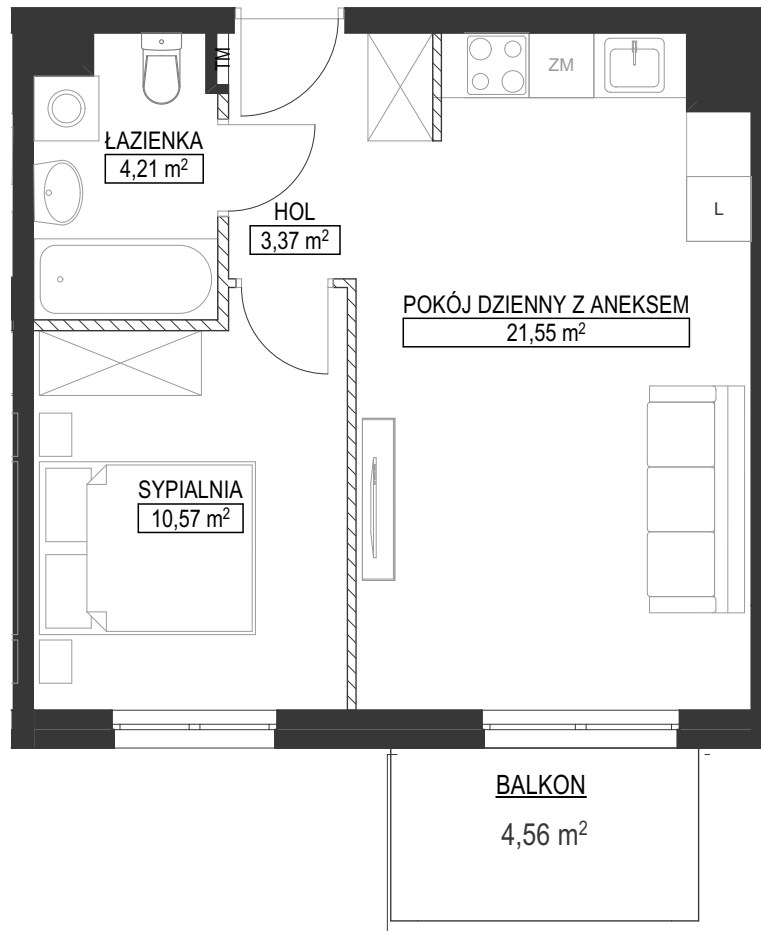 TM
ZM
ŁAZIENKA
4,21 m²
L
HOL
3,37 m²
POKÓJ DZIENNY Z ANEKSEM
21,55 m²
SYPIALNIA
10,57 m²
BALKON
4,56 m²